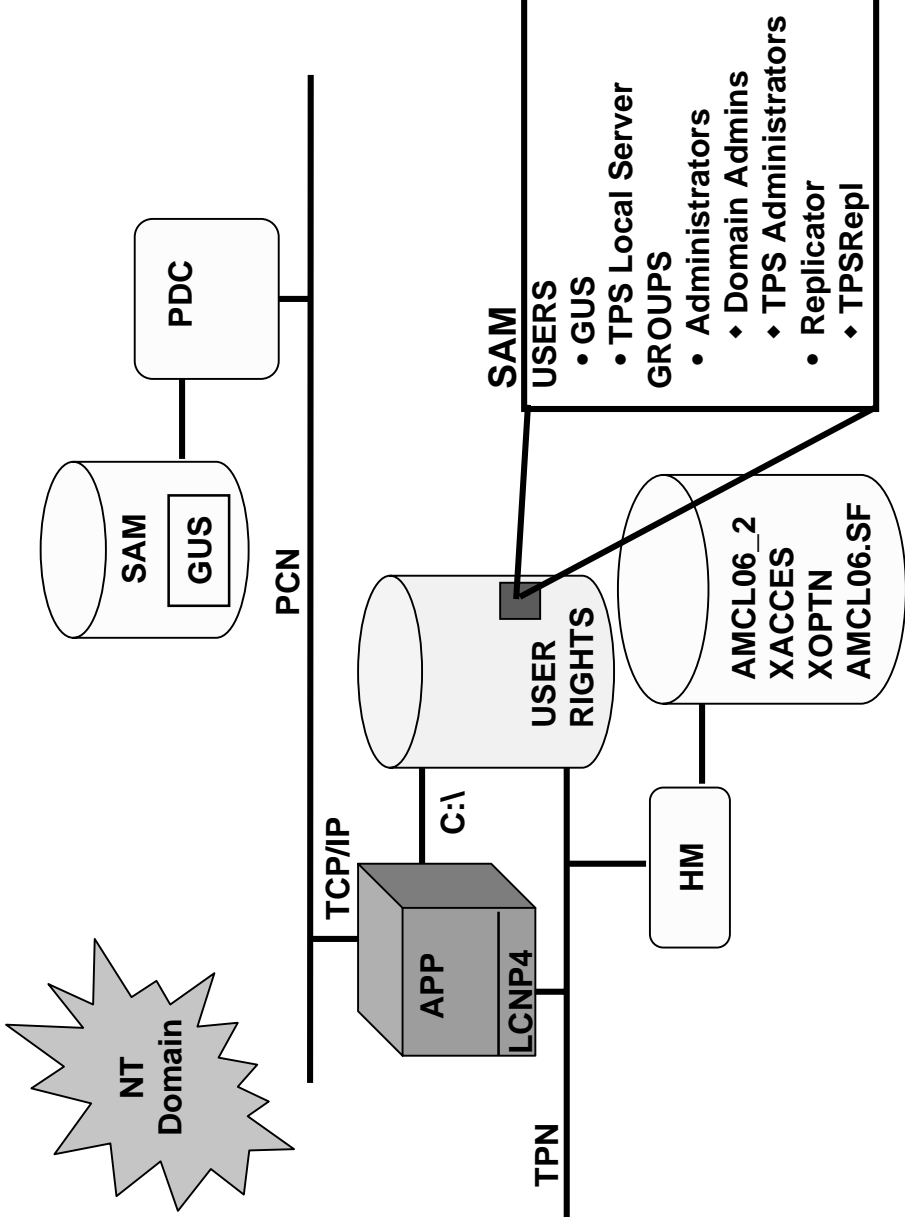 NT
Domain
PCN
SAM
GUS
PDC
TCP/IP
APP
LCNP4
C:\
USER
RIGHTS
TPN
HM
AMCL06_2
XACCES
XOPTN
AMCL06.SF
SAM
USERS
• GUS
• TPS Local Server
GROUPS
• Administrators
◆ Domain Admins
◆ TPS Administrators
• Replicator
◆ TPSRepl